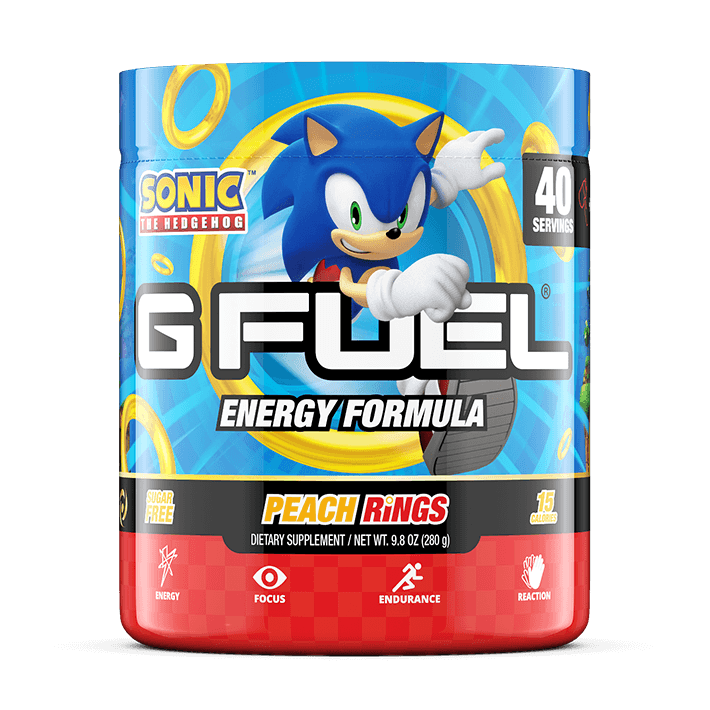 SONIC™
THE HEDGEHOG
40
SERVINGS
G FUEL®
ENERGY FORMULA
SUGAR
FREE
PEACH RINGS
15
CALORIES
DIETARY SUPPLEMENT / NET WT. 9.8 OZ (280 g)
ENERGY
FOCUS
ENDURANCE
REACTION